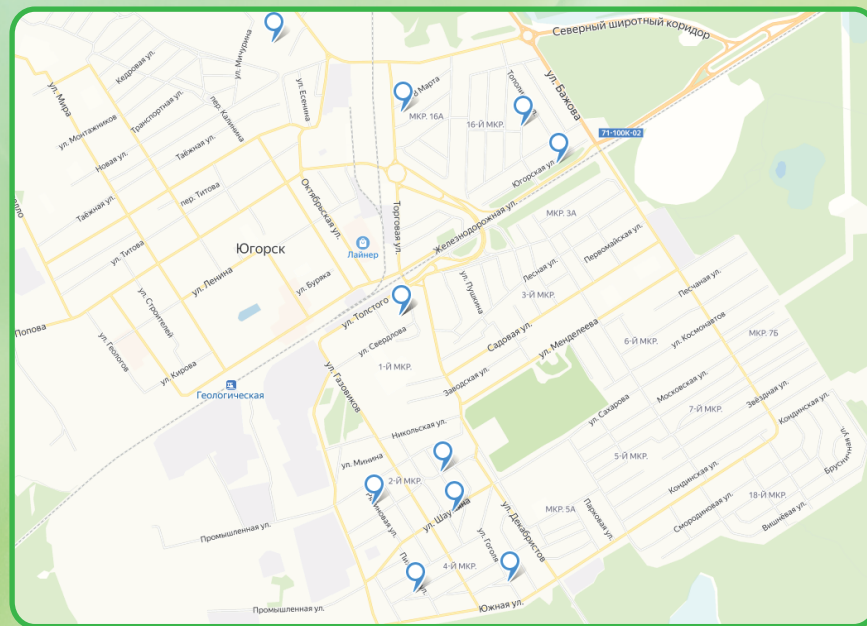 Северный широтный коридор
ул. Мичурина
Кедровая ул.
ул. Мира
ул. Бажова
ул. Есенина
8 Марта
МКР. 16А
16-Й МКР.
Транспортная ул.
пер. Калинина
ул. Монтажников
Новая ул.
Таёжная ул.
71-100К-02
Югорская ул.
Таёжная ул.
пер. Титова
Октябрьская ул.
Торговая ул.
Железнодорожная ул.
МКР. 3А
Первомайская ул.
ул. Титова
Югорск
Лайнер
ул. Ленина
ул. Буряка
ул. Пушкина
Лесная ул.
3-Й МКР.
Песчаная ул.
ул. Строителей
ул. Толстого
Попова
ул. Геологов
ул. Свердлова
Садовая ул.
ул. Менделеева
6-Й МКР.
ул. Космонавтов
МКР. 7Б
ул. Кирова
1-Й МКР.
Геологическая
ул. Газовиков
Заводская ул.
Московская ул.
Звёздная ул.
7-Й МКР.
ул. Сахарова
Кондинская ул.
Никольская ул.
ул. Минина
5-Й МКР.
2-Й МКР.
Кондинская ул.
18-Й МКР.
Смородиновая ул.
Вишнёвая ул.
МКР. 5А
Парковая ул.
ул. Декабристов
ул. Гоголя
Промышленная ул.
4-Й МКР.
Южная ул.
Промышленная ул.